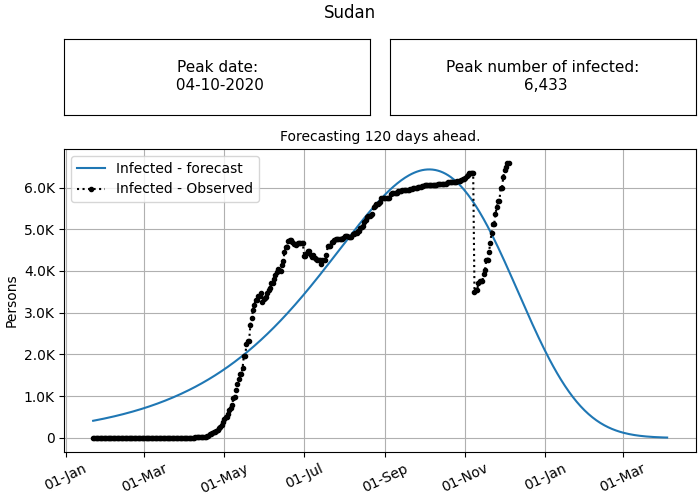 Sudan
Peak date:
04-10-2020
Peak number of infected:
6,433
Forecasting 120 days ahead.
Infected - forecast
Infected - Observed
Persons
6.0K
5.0K
4.0K
3.0K
2.0K
1.0K
0
01-Jan
01-Mar
01-May
01-Jul
01-Sep
01-Nov
01-Jan
01-Mar